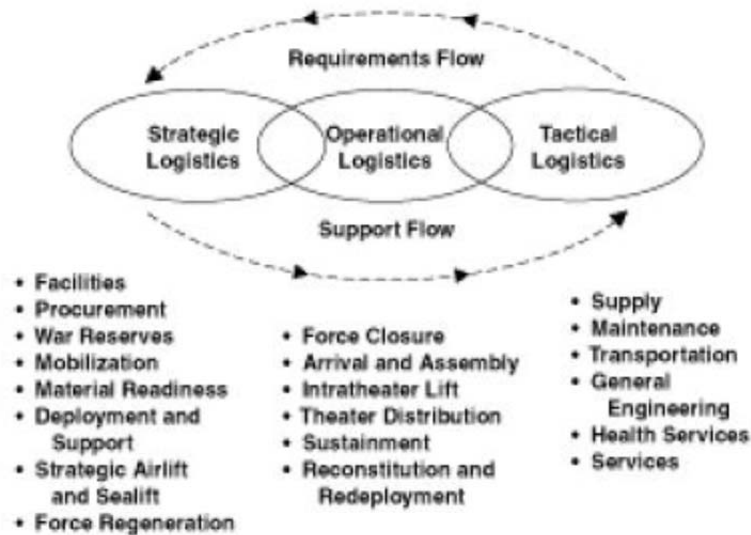 Requirements Flow
Strategic
Logistics
Operational
Logistics
Tactical
Logistics
Support Flow
• Facilities
• Procurement
• War Reserves
• Mobilization
• Material Readiness
• Deployment and
Support
• Strategic Airlift
and Sealift
• Force Regeneration
• Force Closure
• Arrival and Assembly
• Intratheater Lift
• Theater Distribution
• Sustainment
• Reconstitution and
Redeployment
• Supply
• Maintenance
• Transportation
• General
Engineering
• Health Services
• Services